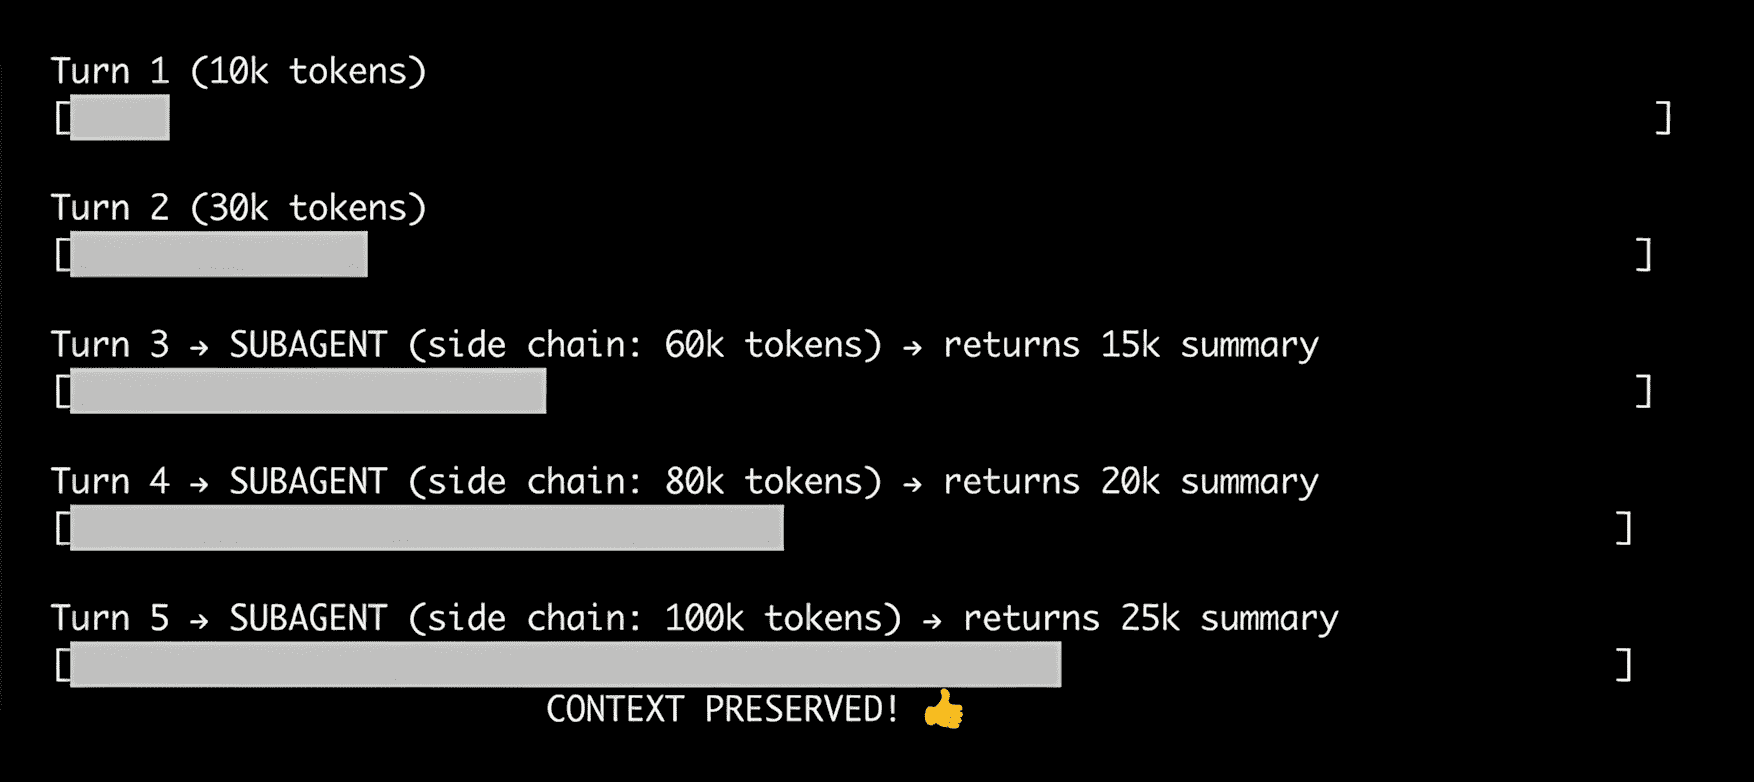 Turn 1 (10k tokens)
[ ]
Turn 2 (30k tokens)
[ ]
Turn 3 → SUBAGENT (side chain: 60k tokens) → returns 15k summary
[ ]
Turn 4 → SUBAGENT (side chain: 80k tokens) → returns 20k summary
[ ]
Turn 5 → SUBAGENT (side chain: 100k tokens) → returns 25k summary
[ ]
CONTEXT PRESERVED! 👍